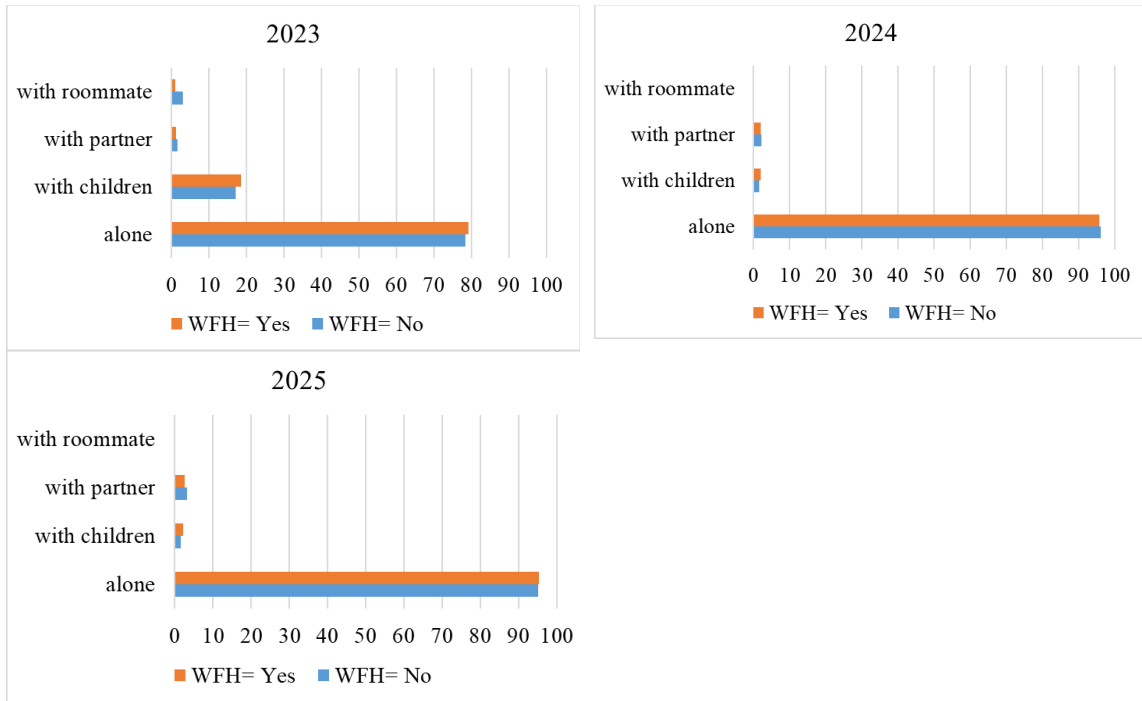 2023
with roommate
with partner
with children
alone
0 10 20 30 40 50 60 70 80 90 100
WFH= Yes WFH= No
2024
with roommate
with partner
with children
alone
0 10 20 30 40 50 60 70 80 90 100
WFH= Yes WFH= No
2025
with roommate
with partner
with children
alone
0 10 20 30 40 50 60 70 80 90 100
WFH= Yes WFH= No